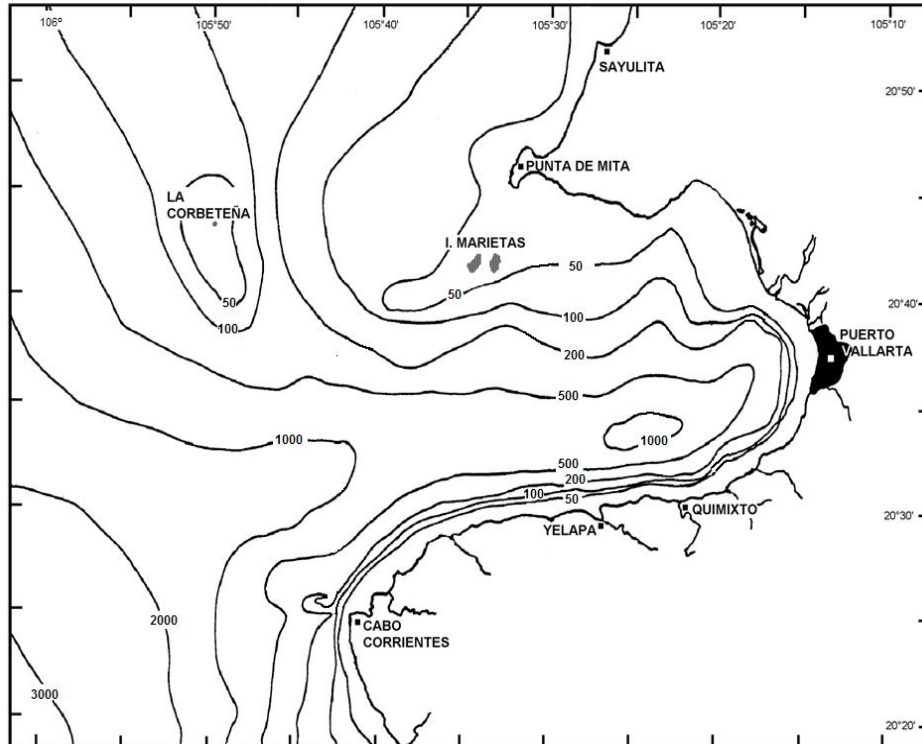 106°
105°50'
105°40'
105°30'
105°20'
105°10'
SAYULITA
20°50'
PUNTA DE MITA
LA
CORBETEÑA
I. MARIETAS
50
50
50
20°40'
100
100
PUERTO
VALLARTA
200
500
1000
1000
500
200
100
50
QUIMIXTO
20°30'
YELAPA
2000
CABO
CORRIENTES
3000
20°20'